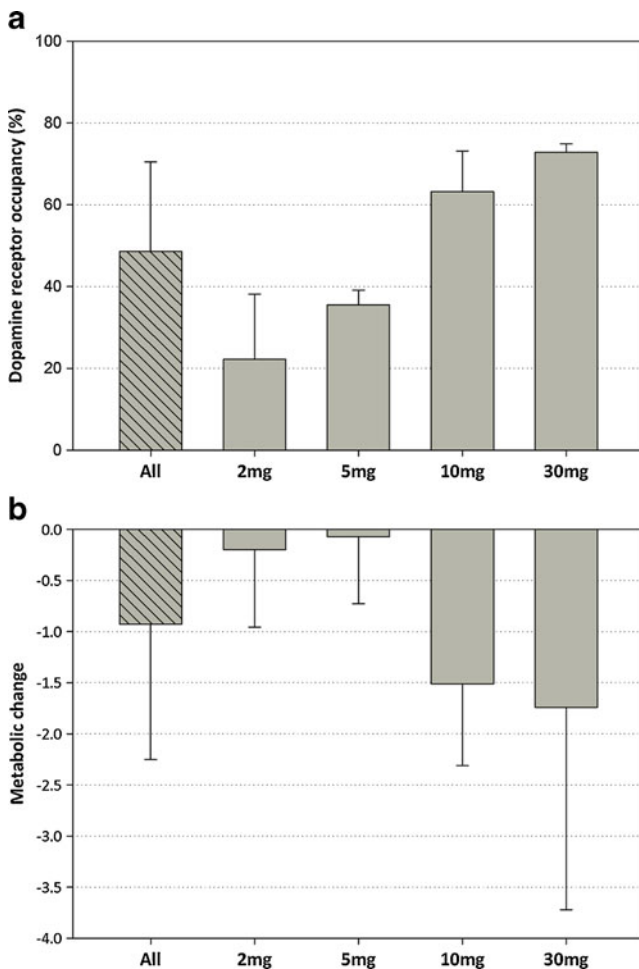 a
100
80
60
40
20
0
Dopamine receptor occupancy (%)
All 2mg 5mg 10mg 30mg
b
0.0
-0.5
-1.0
-1.5
-2.0
-2.5
-3.0
-3.5
-4.0
Metabolic change
All 2mg 5mg 10mg 30mg